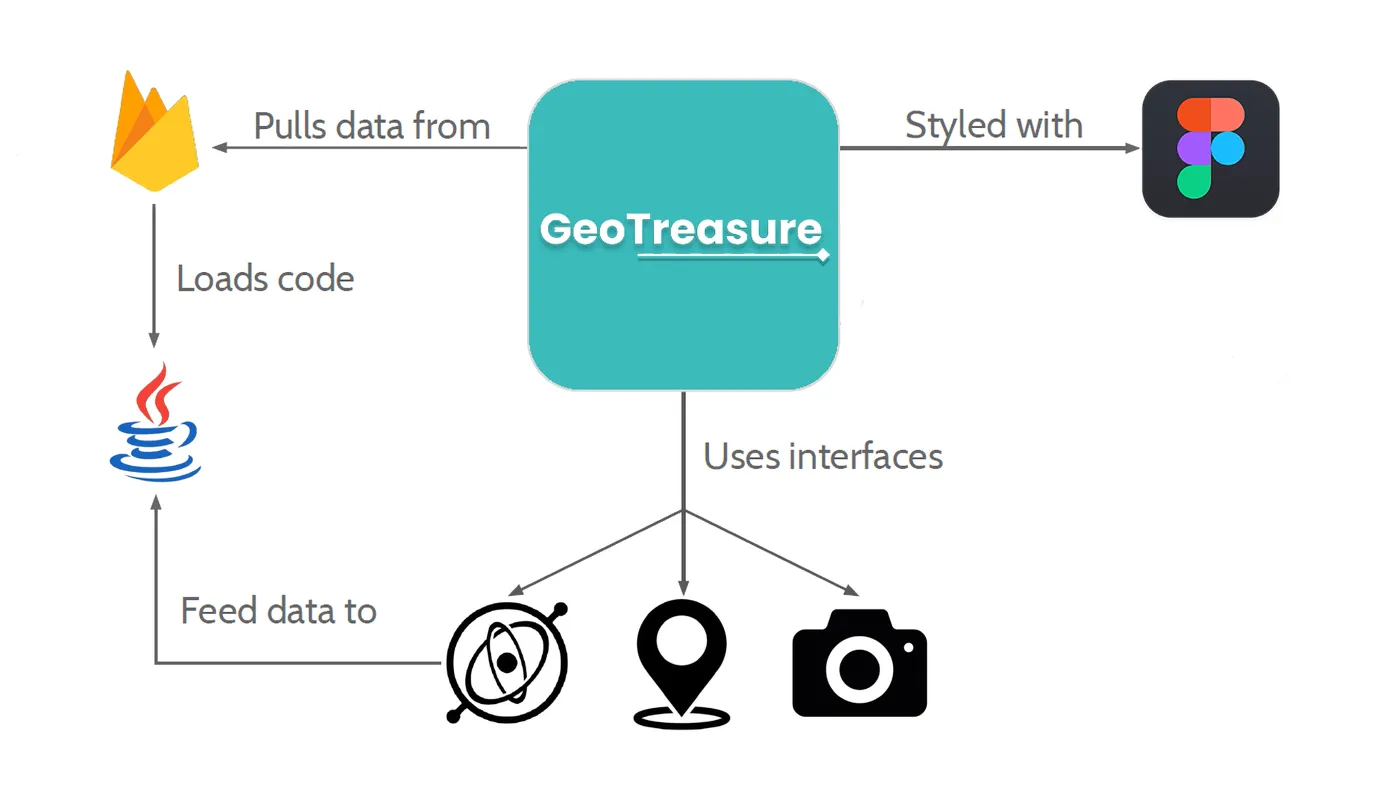 Pulls data from
Styled with
GeoTreasure
Loads code
Uses interfaces
Feed data to